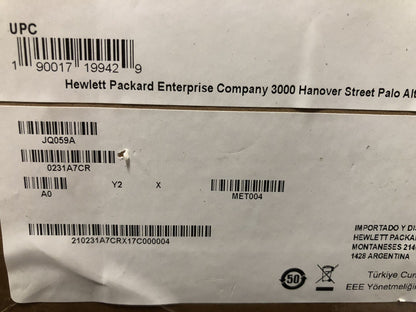 UPC
1 90017 19942 9
Hewlett Packard Enterprise Company 3000 Hanover Street Palo Alt
JQ059A
0231A7CR
A0 Y2 X MET004
210231A7CRX17C000004
IMPORTADO Y DI
HEWLETT PACKA
MONTANESES 214
1428 ARGENTINA
50
Türkiye Cum
EEE Yönetmeliğin